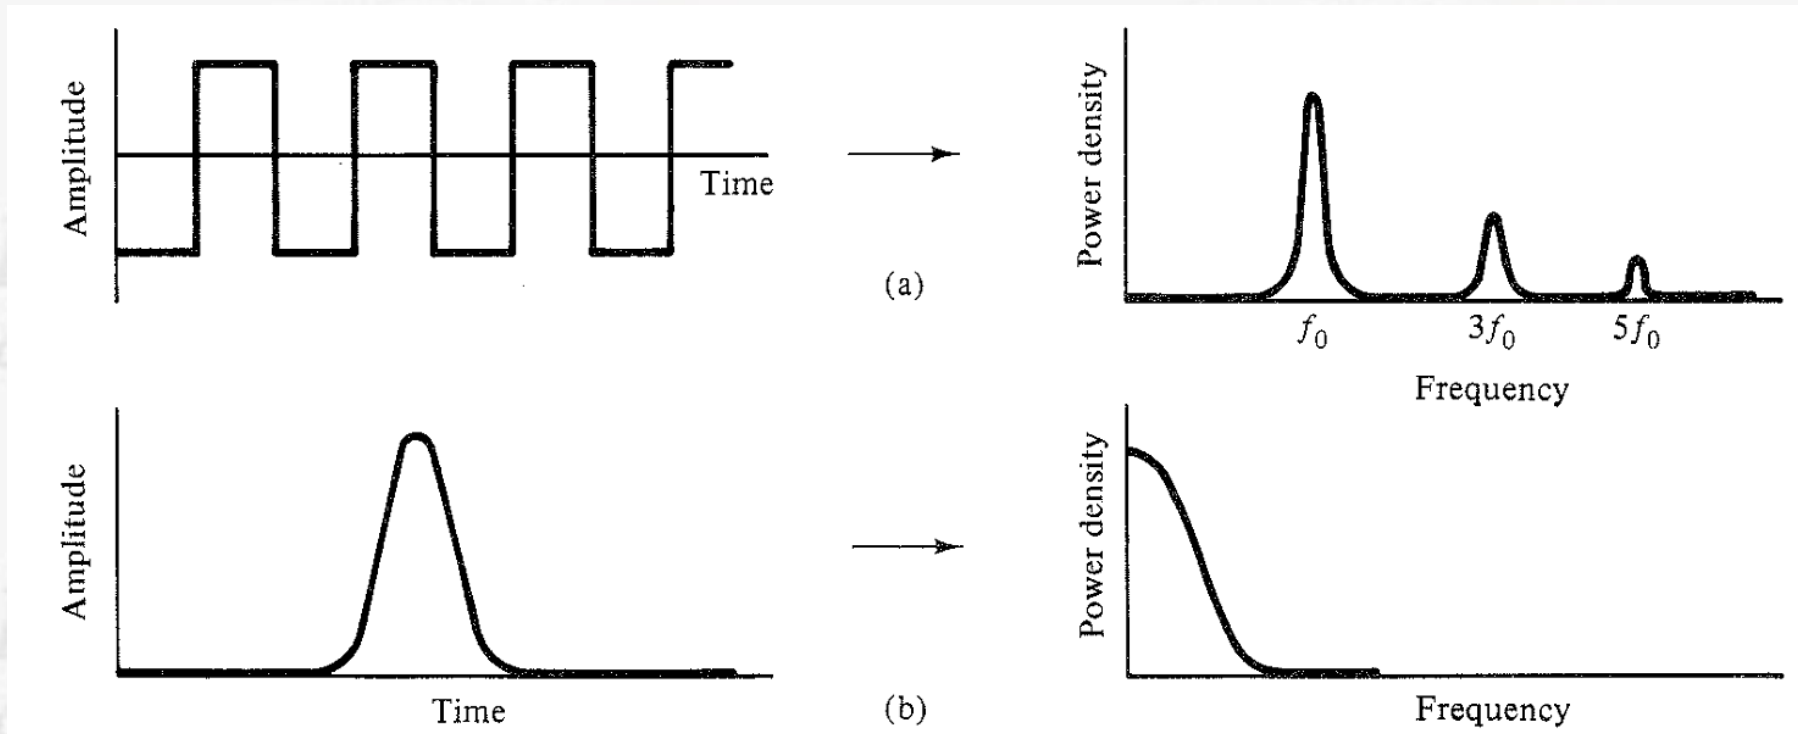 Amplitude
Time
(a)
Power density
f₀
3f₀
5f₀
Frequency
Amplitude
Time
(b)
Power density
Frequency